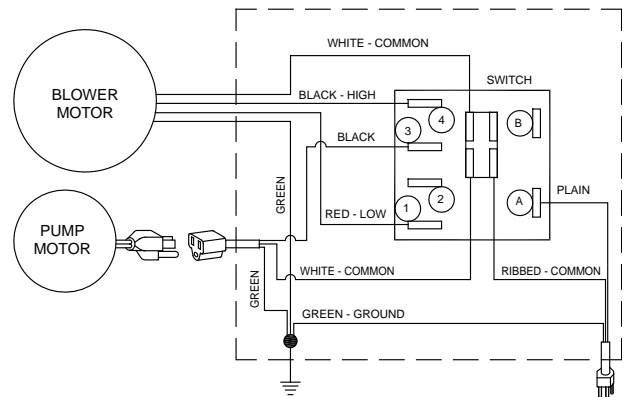 WHITE - COMMON
BLOWER
MOTOR
SWITCH
BLACK - HIGH
4
B
3
BLACK
GREEN
PLAIN
2
A
1
RED - LOW
PUMP
MOTOR
WHITE - COMMON
RIBBED - COMMON
GREEN
GREEN - GROUND